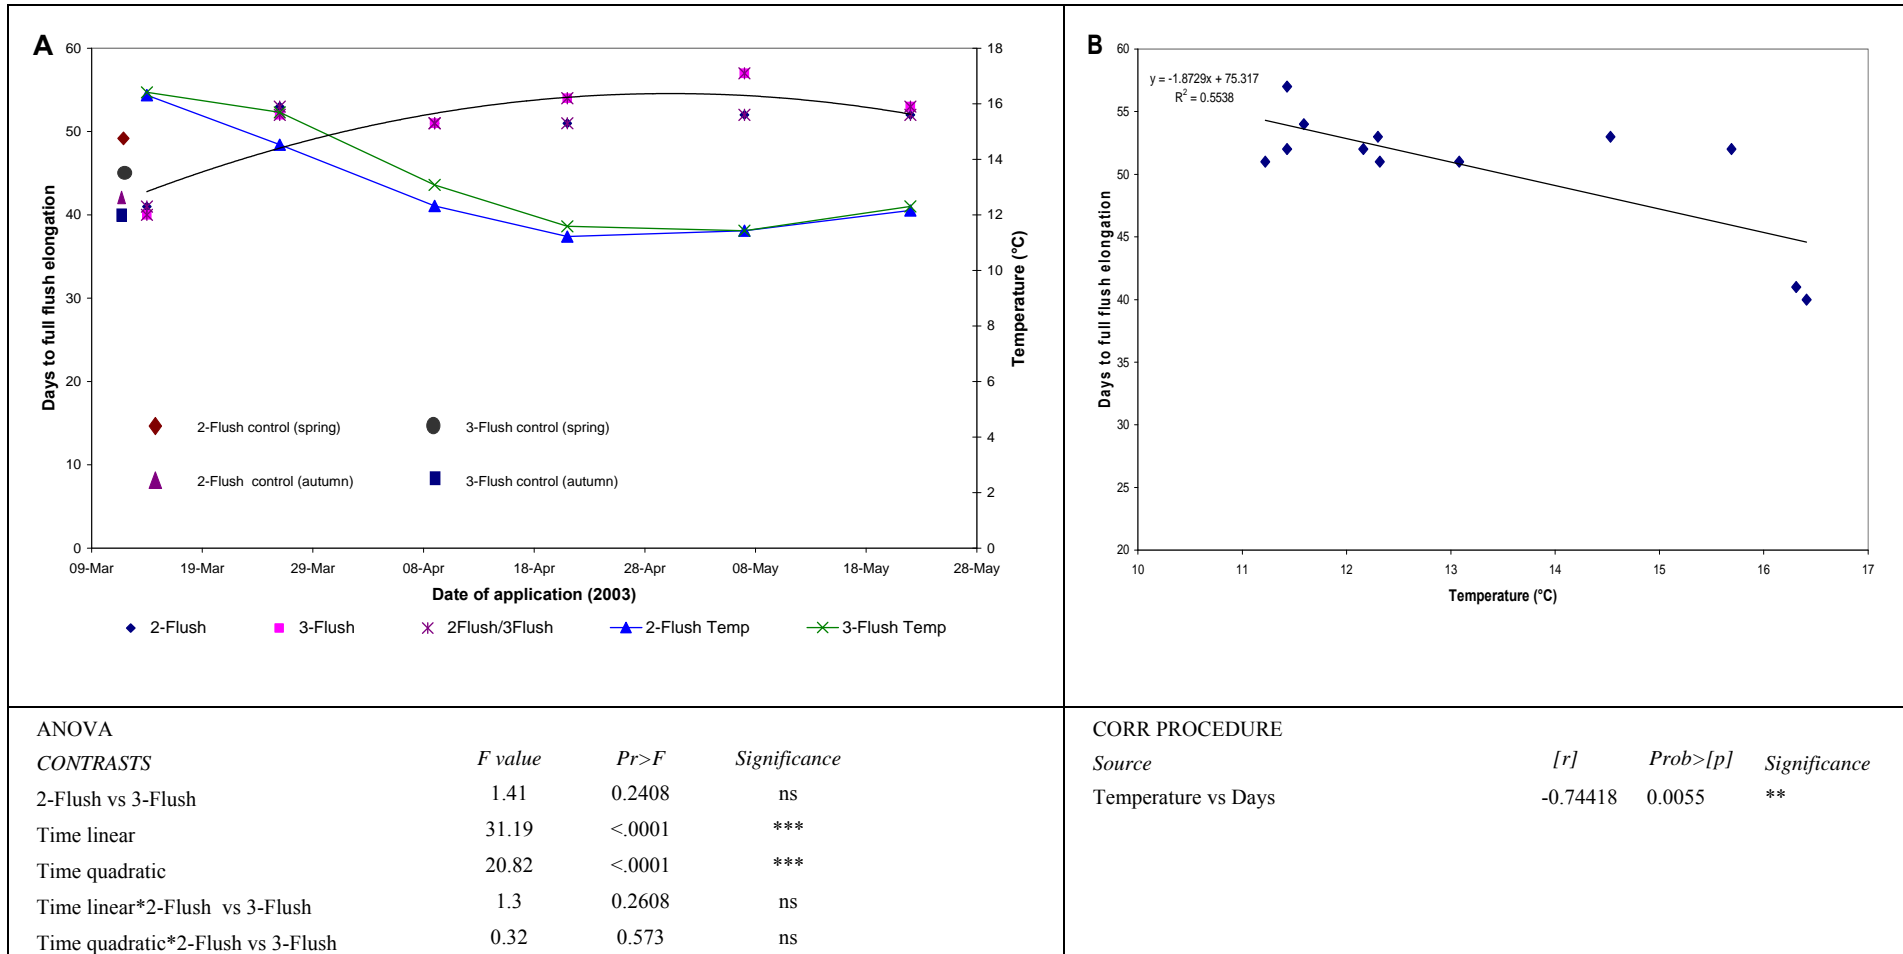 A
60
50
40
30
20
10
0
Days to full flush elongation
18
16
14
12
10
8
6
4
2
0
Temperature (°C)
2-Flush control (spring)
3-Flush control (spring)
2-Flush control (autumn)
3-Flush control (autumn)
09-Mar 19-Mar 29-Mar 08-Apr 18-Apr 28-Apr 08-May 18-May 28-May
Date of application (2003)
2-Flush 3-Flush 2Flush/3Flush 2-Flush Temp 3-Flush Temp
B
60
55
50
45
40
35
30
25
20
Days to full flush elongation
y = -1.8729x + 75.317
R² = 0.5538
10 11 12 13 14 15 16 17
Temperature (°C)
ANOVA
CONTRASTS F value Pr>F Significance
2-Flush vs 3-Flush 1.41 0.2408 ns
Time linear 31.19 <.0001 ***
Time quadratic 20.82 <.0001 ***
Time linear*2-Flush vs 3-Flush 1.3 0.2608 ns
Time quadratic*2-Flush vs 3-Flush 0.32 0.573 ns
CORR PROCEDURE
Source [r] Prob>[p] Significance
Temperature vs Days -0.74418 0.0055 **